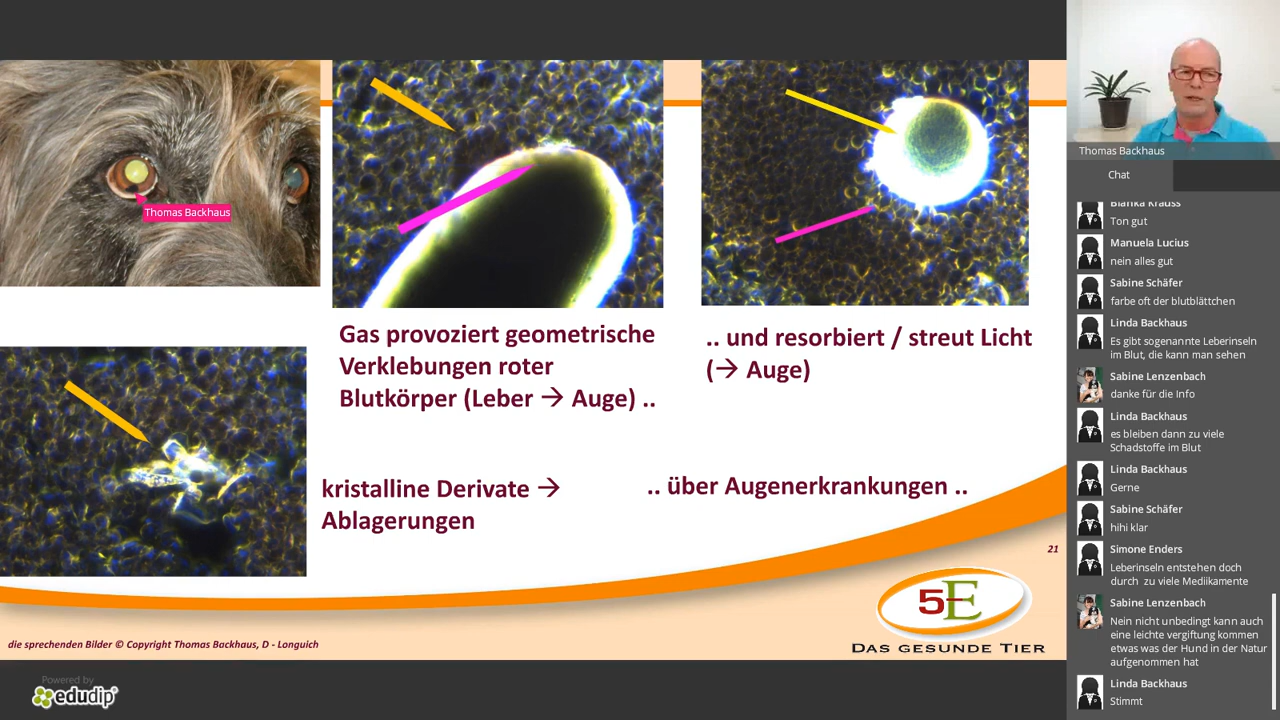 Thomas Backhaus
Gas provoziert geometrische
Verklebungen roter
Blutkörper (Leber → Auge) ..
.. und resorbiert / streut Licht
(→ Auge)
kristalline Derivate →
Ablagerungen
.. über Augenerkrankungen ..
21
5E
DAS GESUNDE TIER
die sprechenden Bilder © Copyright Thomas Backhaus, D - Longuich
Powered by
edudip
Thomas Backhaus
Chat
Bianka Krauss
Ton gut
Manuela Lucius
nein alles gut
Sabine Schäfer
farbe oft der blutblättchen
Linda Backhaus
Es gibt sogenannte Leberinseln
im Blut, die kann man sehen
Sabine Lenzenbach
danke für die Info
Linda Backhaus
es bleiben dann zu viele
Schadstoffe im Blut
Linda Backhaus
Gerne
Sabine Schäfer
hihi klar
Simone Enders
Leberinseln entstehen doch
durch zu viele Mediikamente
Sabine Lenzenbach
Nein nicht unbedingt kann auch
eine leichte vergiftung kommen
etwas was der Hund in der Natur
aufgenommen hat
Linda Backhaus
Stimmt